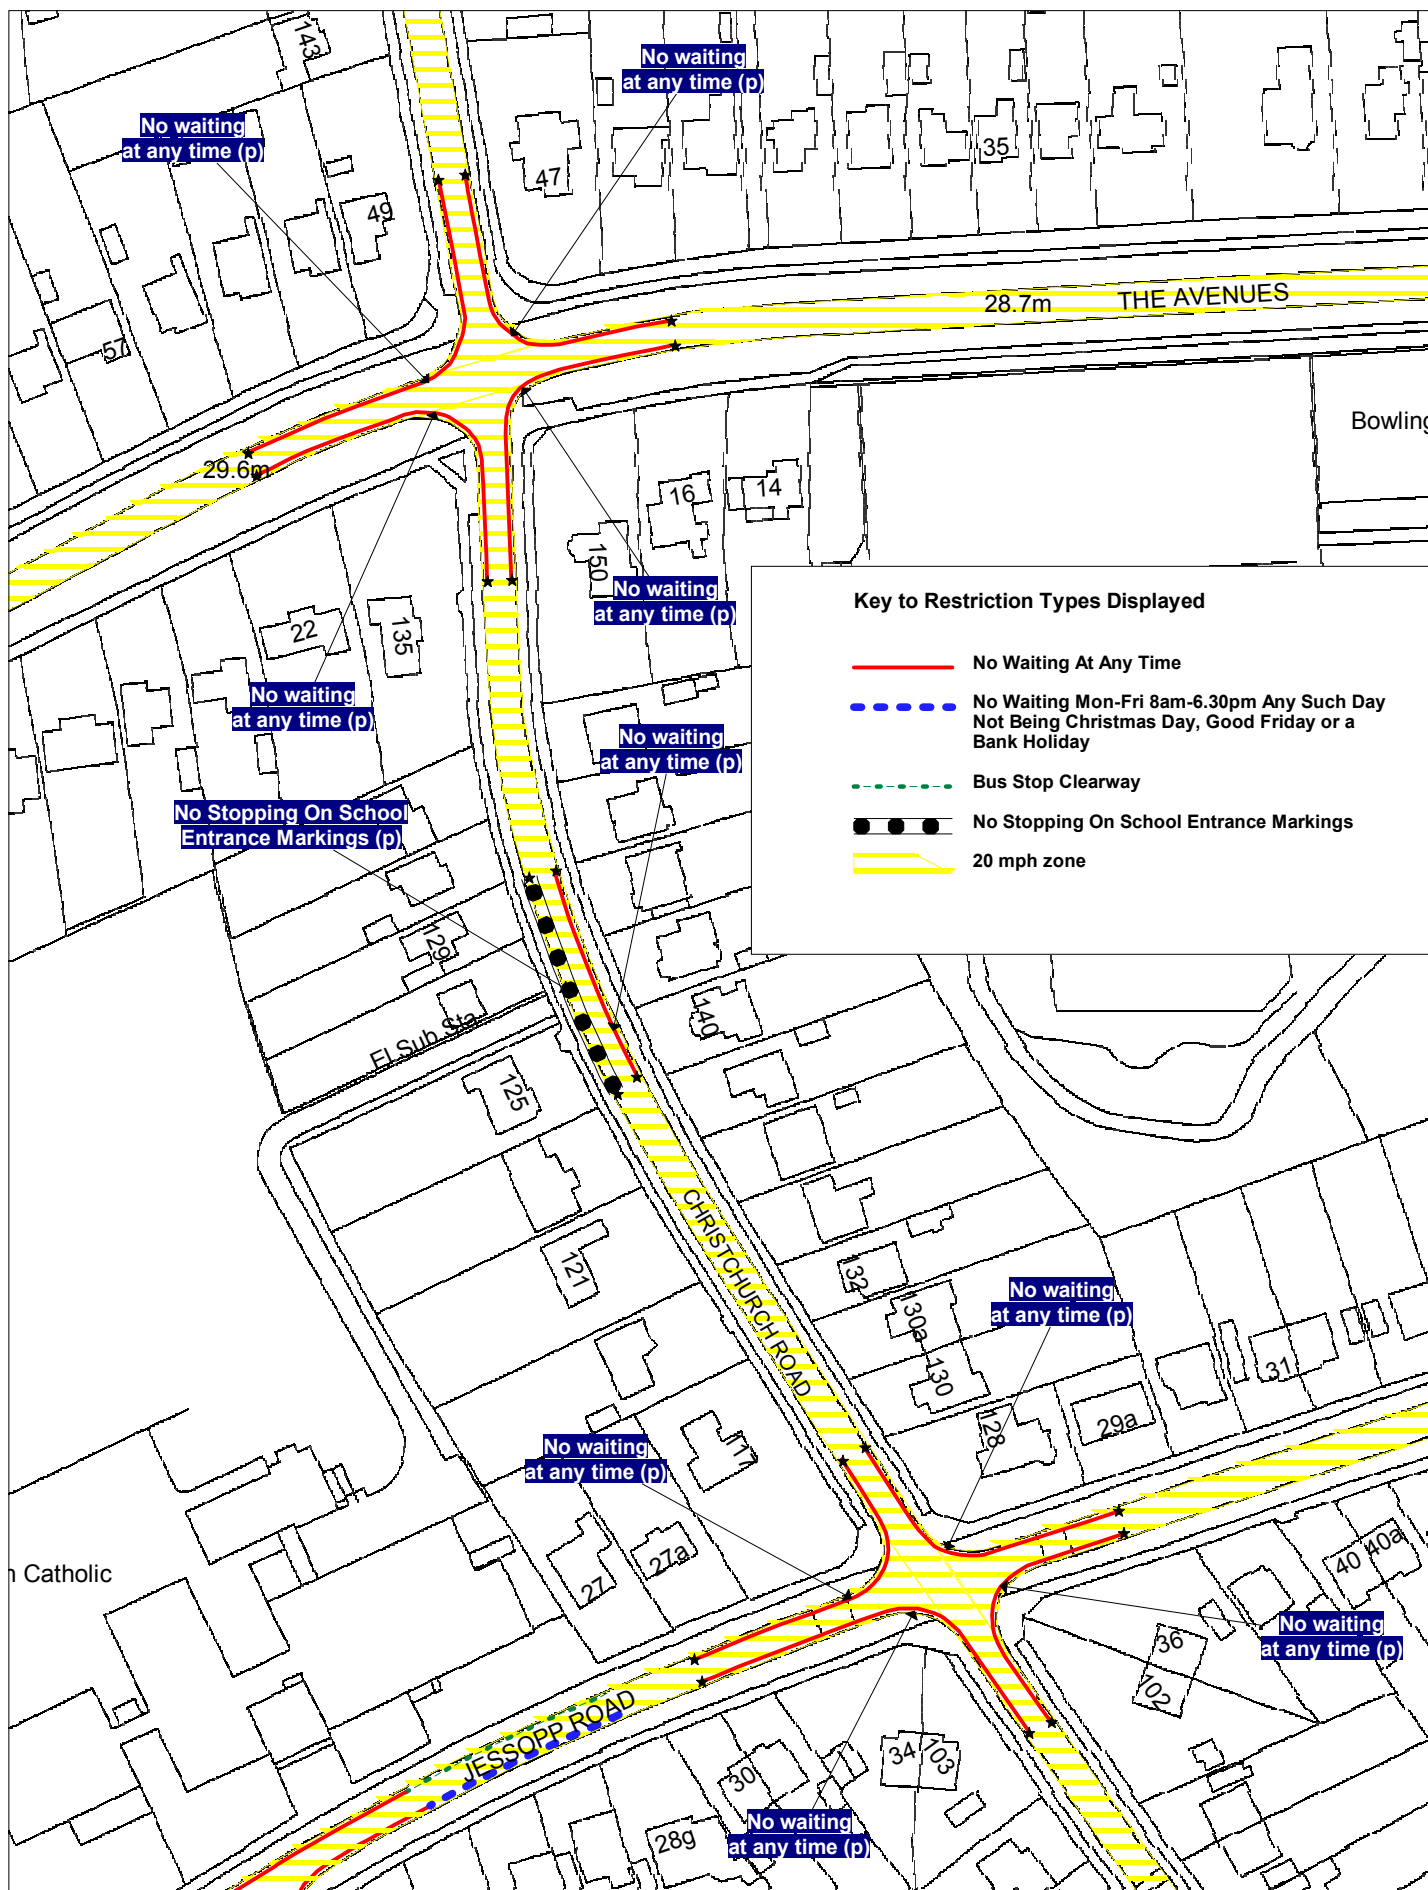 143
No waiting
at any time (p)
No waiting
at any time (p)
47
35
49
57
28.7m
THE AVENUES
Bowling
29.6m
16
14
150
No waiting
at any time (p)
22
135
No waiting
at any time (p)
Key to Restriction Types Displayed
No Waiting At Any Time
No Waiting Mon-Fri 8am-6.30pm Any Such Day
Not Being Christmas Day, Good Friday or a
Bank Holiday
Bus Stop Clearway
No Stopping On School Entrance Markings
20 mph zone
No waiting
at any time (p)
No Stopping On School
Entrance Markings (p)
129
El Sub Sta
140
125
121
CHRISTCHURCH ROAD
132
130a
130
No waiting
at any time (p)
31
128
29a
117
No waiting
at any time (p)
27
27a
n Catholic
40
40a
No waiting
at any time (p)
36
102
JESSOPP ROAD
34
103
30
No waiting
at any time (p)
28g